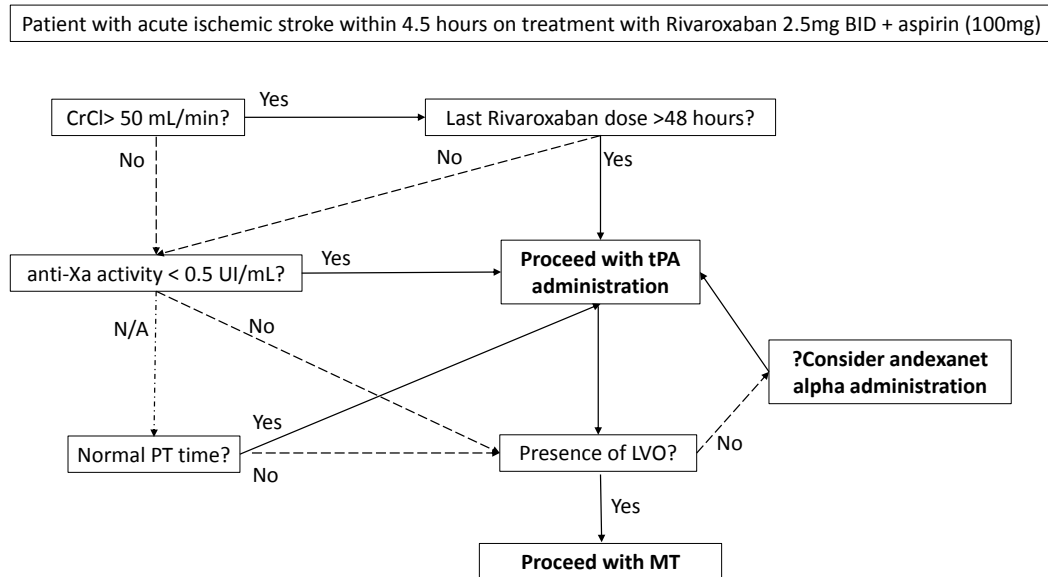 Patient with acute ischemic stroke within 4.5 hours on treatment with Rivaroxaban 2.5mg BID + aspirin (100mg)
CrCl> 50 mL/min?
Yes
Last Rivaroxaban dose >48 hours?
No
No
Yes
anti-Xa activity < 0.5 UI/mL?
Yes
Proceed with tPA
administration
N/A
No
?Consider andexanet
alpha administration
Yes
Normal PT time?
No
Presence of LVO?
No
Yes
Proceed with MT